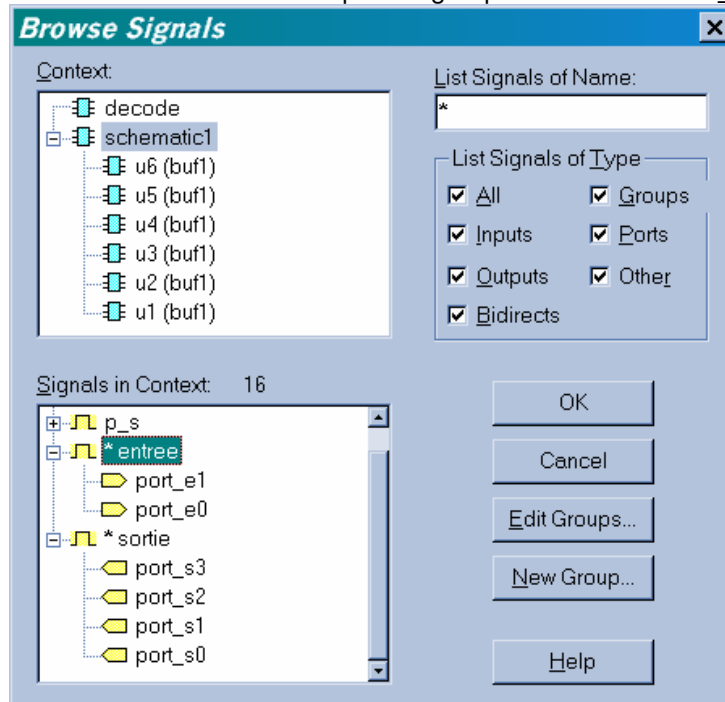 Browse Signals
Context:
decode
schematic1
u6 (buf1)
u5 (buf1)
u4 (buf1)
u3 (buf1)
u2 (buf1)
u1 (buf1)
List Signals of Name:
*
List Signals of Type
All Groups
Inputs Ports
Outputs Other
Bidirects
Signals in Context: 16
p_s
* entree
port_e1
port_e0
* sortie
port_s3
port_s2
port_s1
port_s0
OK
Cancel
Edit Groups...
New Group...
Help